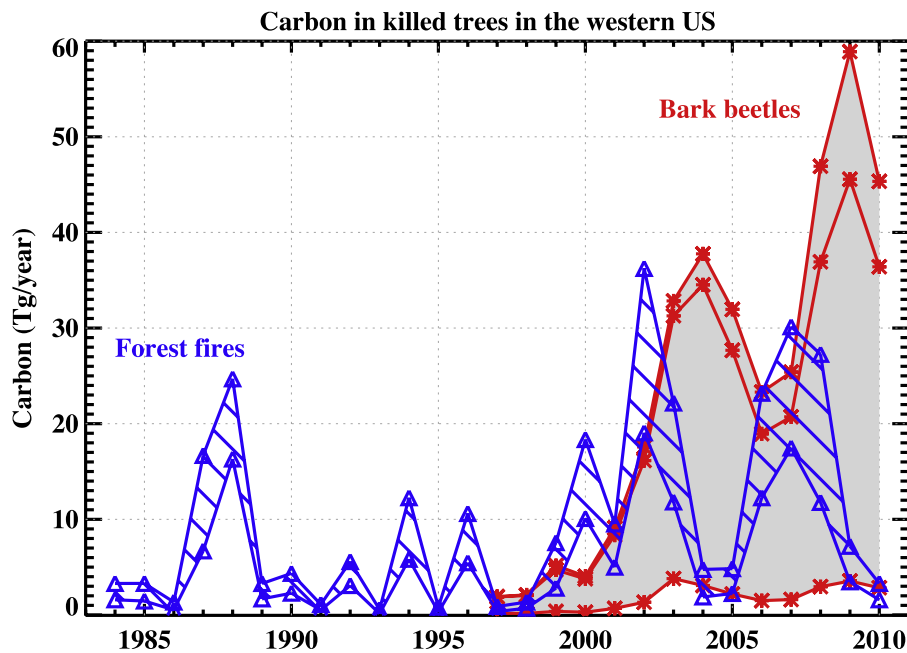 Carbon in killed trees in the western US
60
50
40
30
20
10
0
Carbon (Tg/year)
Bark beetles
Forest fires
1985 1990 1995 2000 2005 2010